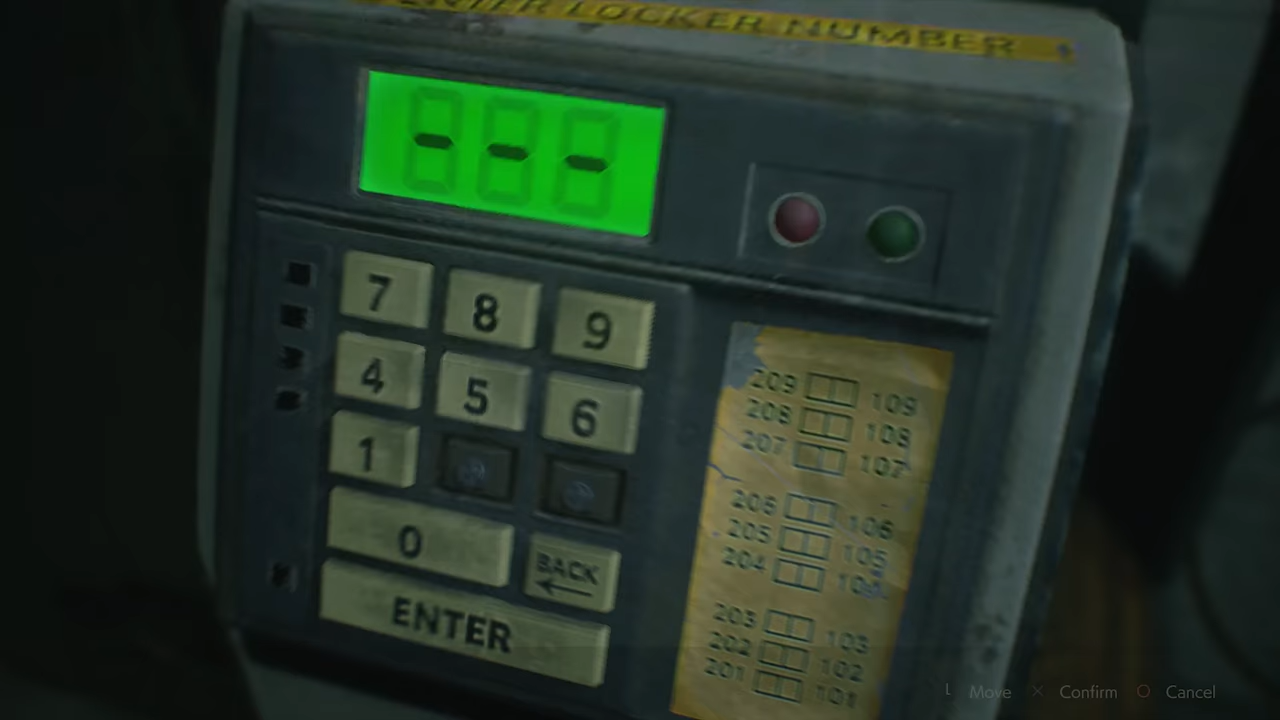 ENTER LOCKER NUMBER
7 8 9
4 5 6
1
0 BACK
ENTER
209 109
208 108
207 107
206 106
205 105
204 104
203 103
202 102
201 101
L Move X Confirm O Cancel